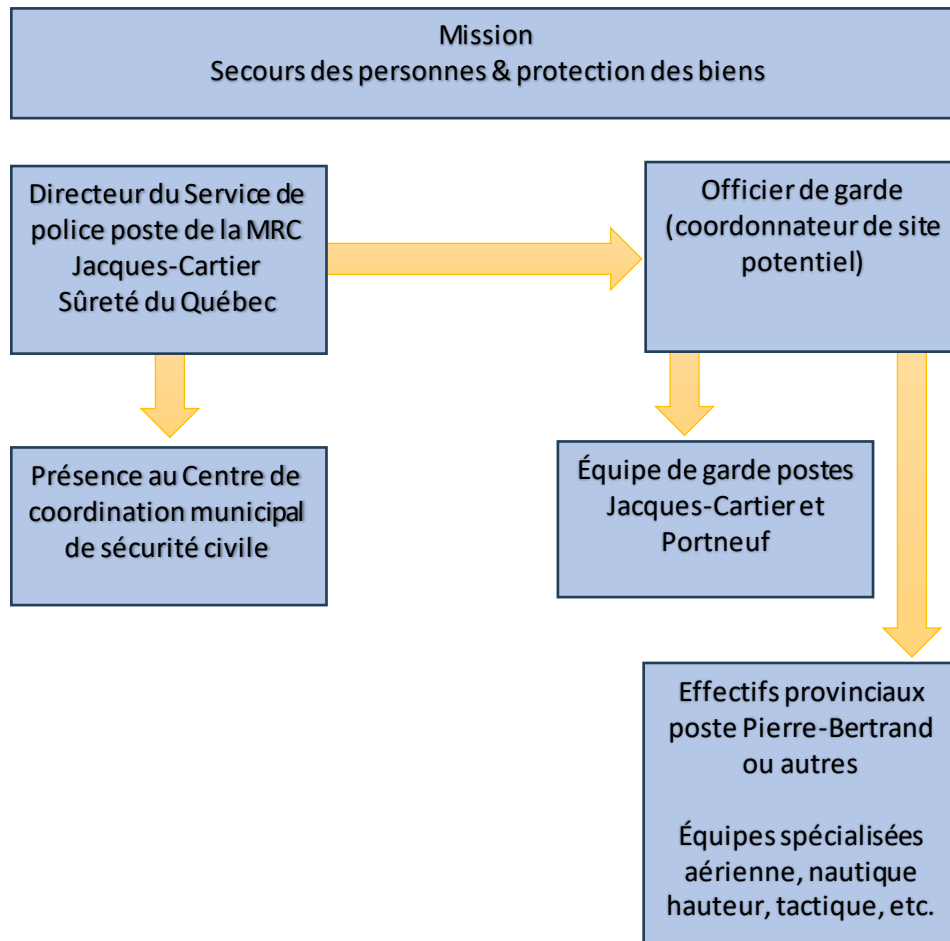 Mission
Secours des personnes & protection des biens
Directeur du Service de
police poste de la MRC
Jacques-Cartier
Sûreté du Québec
Officier de garde
(coordonnateur de site
potentiel)
Présence au Centre de
coordination municipal
de sécurité civile
Équipe de garde postes
Jacques-Cartier et
Portneuf
Effectifs provinciaux
poste Pierre-Bertrand
ou autres
Équipes spécialisées
aérienne, nautique
hauteur, tactique, etc.